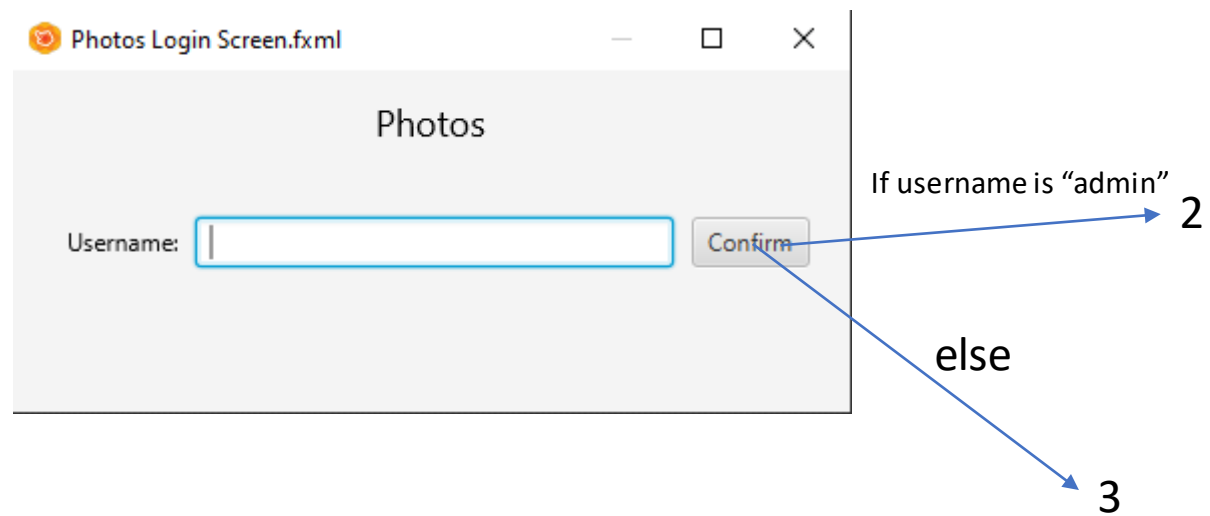 Photos Login Screen.fxml
Photos
If username is “admin”
2
Username:
Confirm
else
3